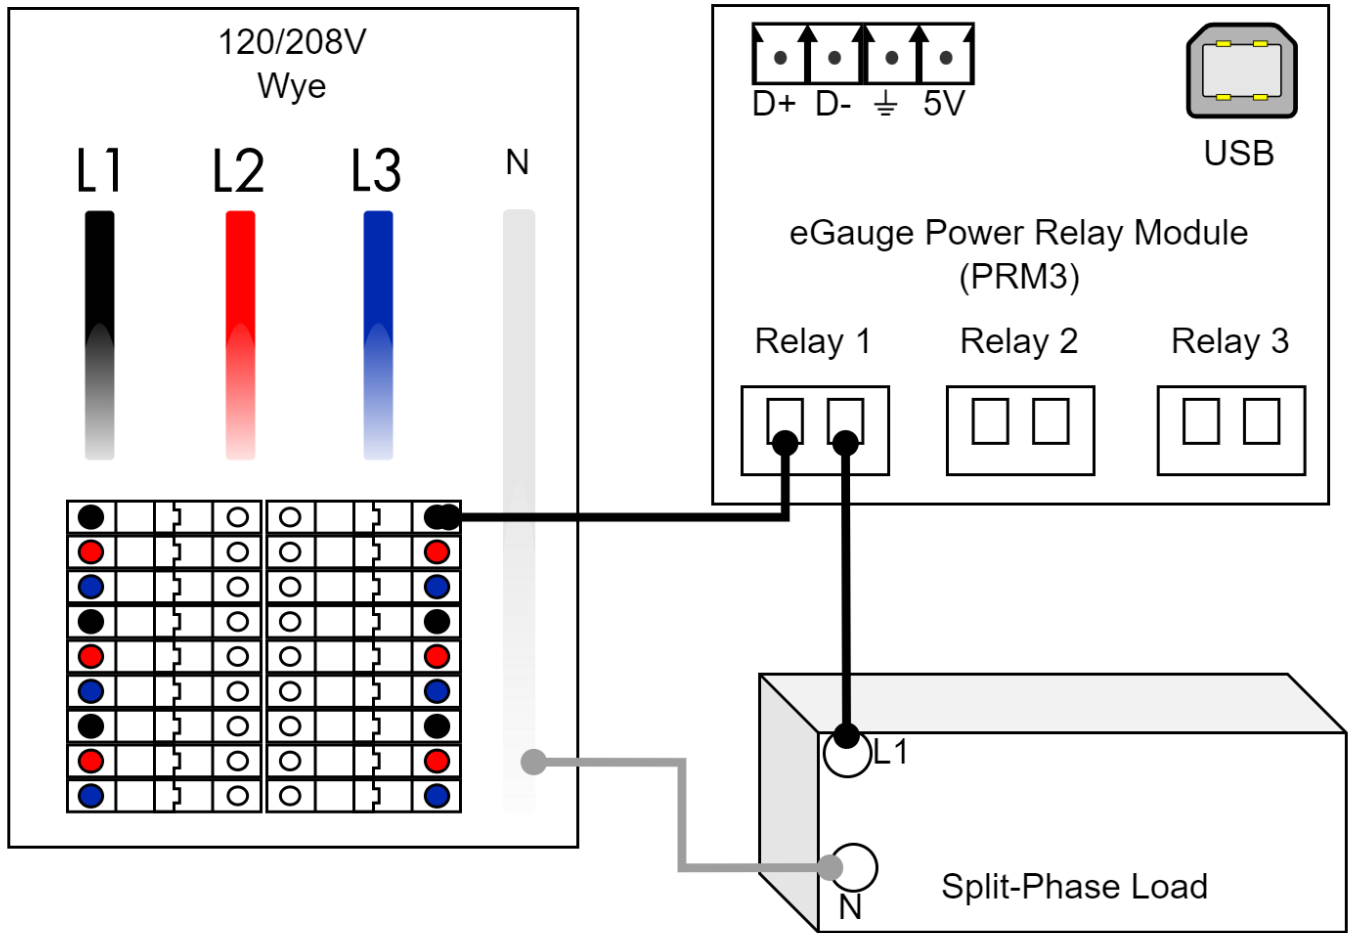 120/208V
Wye
L1 L2 L3 N
D+ D- 5V
USB
eGauge Power Relay Module
(PRM3)
Relay 1 Relay 2 Relay 3
L1
N
Split-Phase Load